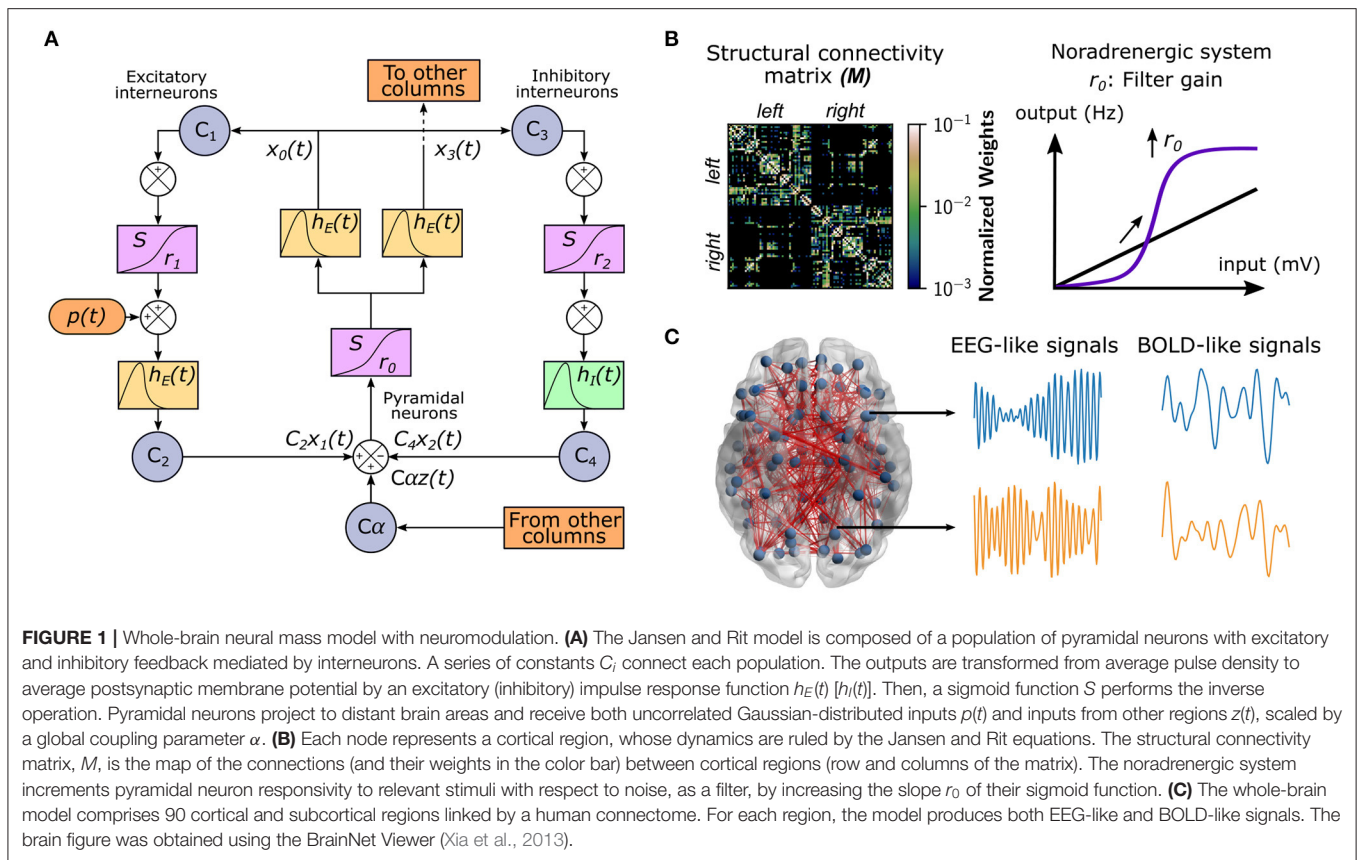 A
Excitatory
interneurons
To other
columns
Inhibitory
interneurons
C1
C3
x0(t)
x3(t)
S
r1
hE(t)
hE(t)
S
r2
p(t)
S
r0
hE(t)
hI(t)
Pyramidal
neurons
C2
C2x1(t)
C4x2(t)
C4
Cαz(t)
Cα
From other
columns
B
Structural connectivity
matrix (M)
left
right
left
right
10⁻¹
10⁻²
10⁻³
Normalized Weights
Noradrenergic system
r0: Filter gain
output (Hz)
r0
input (mV)
C
EEG-like signals
BOLD-like signals
FIGURE 1 | Whole-brain neural mass model with neuromodulation. (A) The Jansen and Rit model is composed of a population of pyramidal neurons with excitatory
and inhibitory feedback mediated by interneurons. A series of constants Ci connect each population. The outputs are transformed from average pulse density to
average postsynaptic membrane potential by an excitatory (inhibitory) impulse response function hE(t) [hI(t)]. Then, a sigmoid function S performs the inverse
operation. Pyramidal neurons project to distant brain areas and receive both uncorrelated Gaussian-distributed inputs p(t) and inputs from other regions z(t), scaled by
a global coupling parameter α. (B) Each node represents a cortical region, whose dynamics are ruled by the Jansen and Rit equations. The structural connectivity
matrix, M, is the map of the connections (and their weights in the color bar) between cortical regions (row and columns of the matrix). The noradrenergic system
increments pyramidal neuron responsivity to relevant stimuli with respect to noise, as a filter, by increasing the slope r0 of their sigmoid function. (C) The whole-brain
model comprises 90 cortical and subcortical regions linked by a human connectome. For each region, the model produces both EEG-like and BOLD-like signals. The
brain figure was obtained using the BrainNet Viewer (Xia et al., 2013).